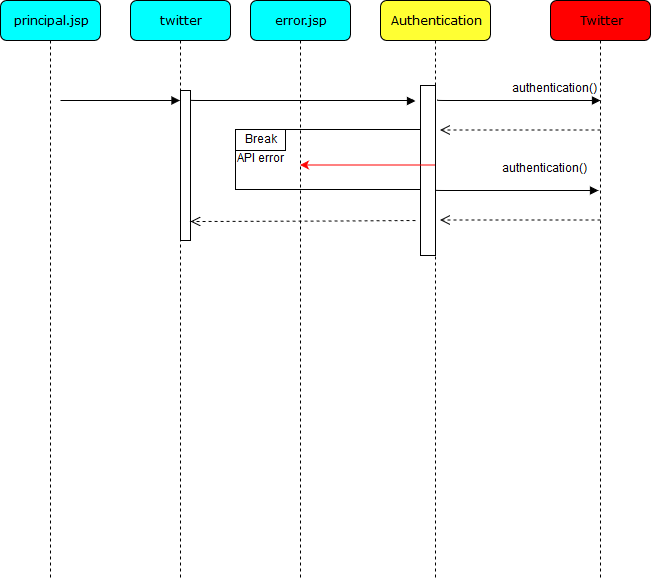 principal.jsp
twitter
error.jsp
Authentication
Twitter
authentication()
Break
API error
authentication()